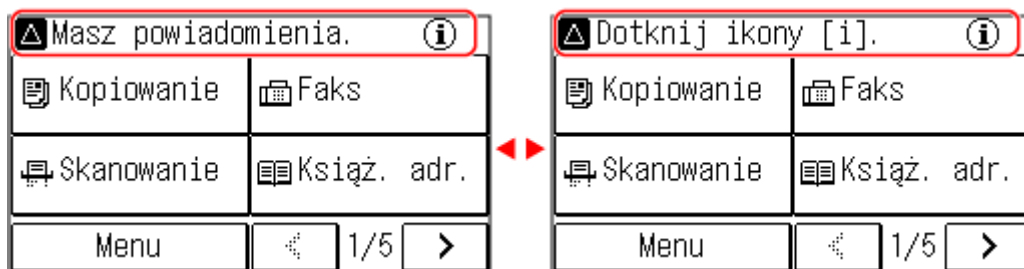 Masz powiadomienia.
Kopiowanie Faks
Skanowanie Książ. adr.
Menu 1/5 >
Dotknij ikony [i].
Kopiowanie Faks
Skanowanie Książ. adr.
Menu 1/5 >